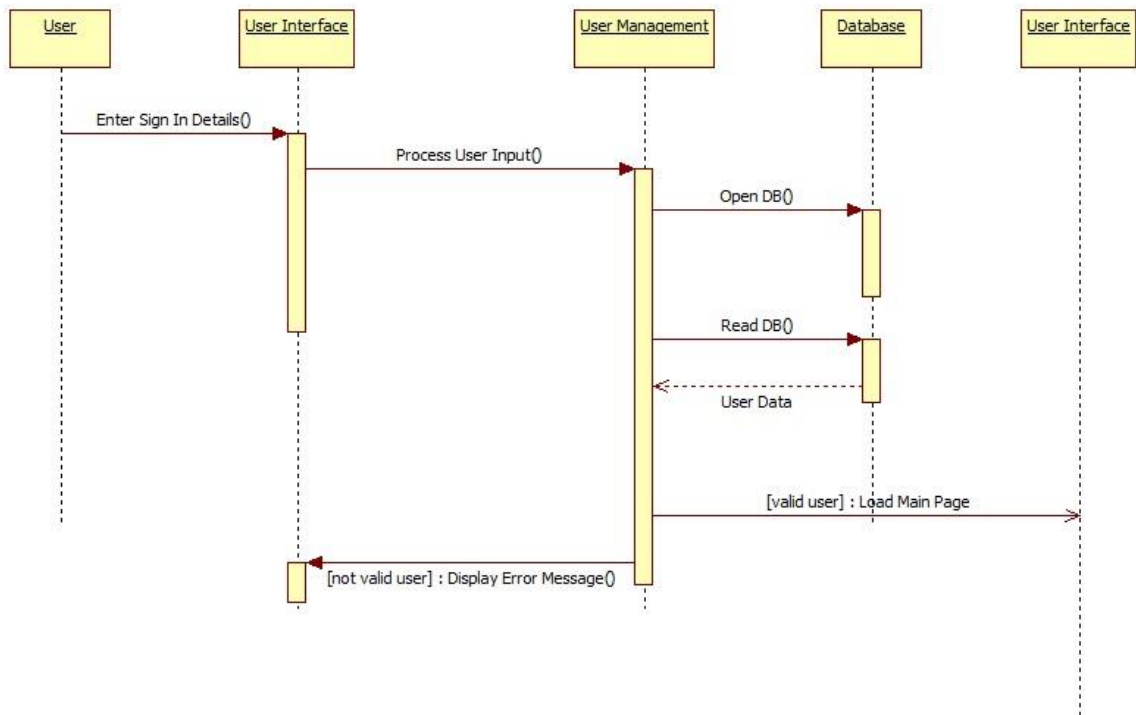 User
User Interface
User Management
Database
User Interface
Enter Sign In Details()
Process User Input()
Open DB()
Read DB()
User Data
[valid user] : Load Main Page
[not valid user] : Display Error Message()